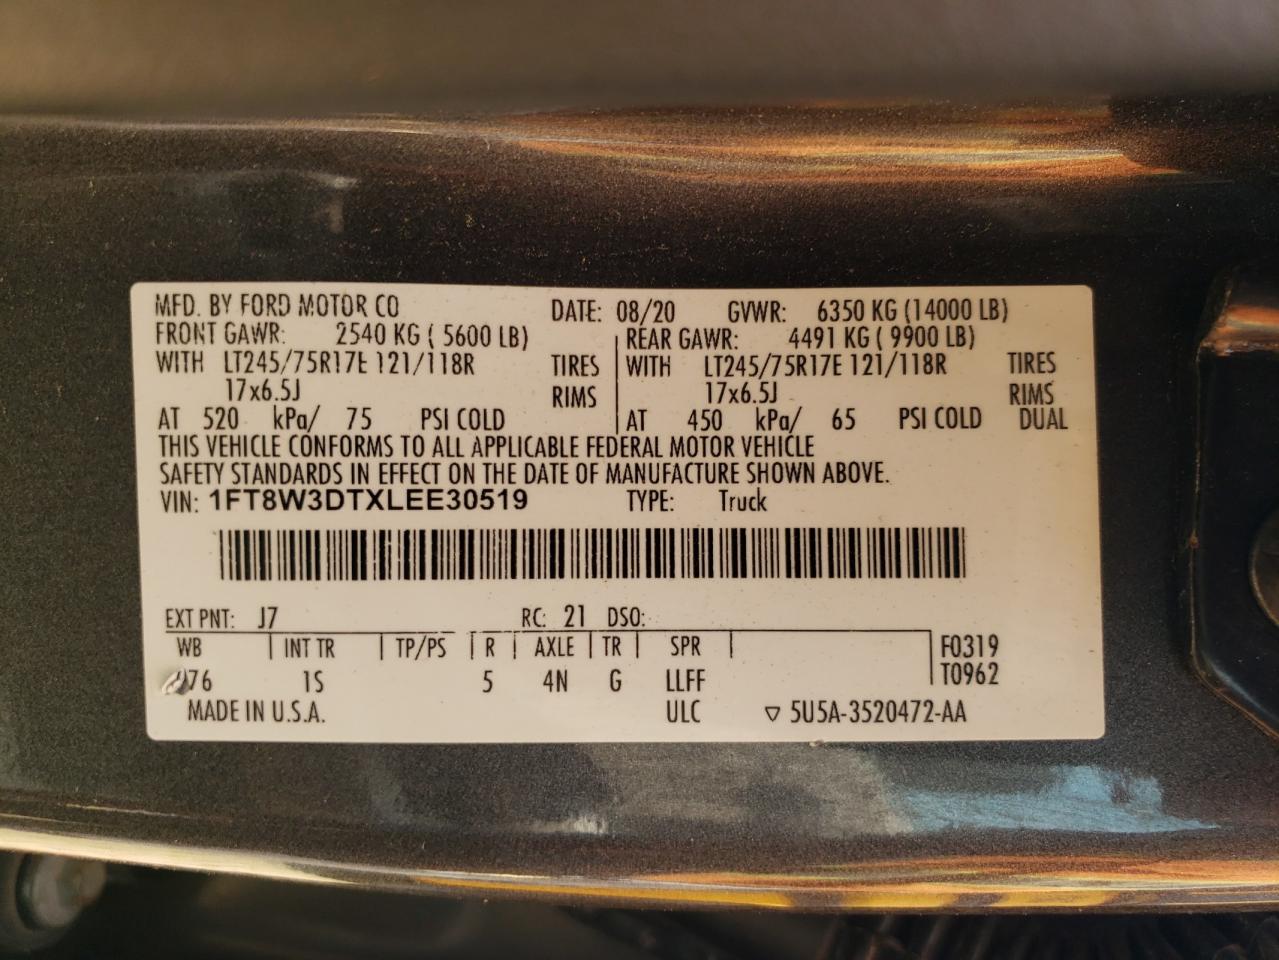 MFD. BY FORD MOTOR CO DATE: 08/20 GVWR: 6350 KG (14000 LB)
FRONT GAWR: 2540 KG ( 5600 LB) REAR GAWR: 4491 KG ( 9900 LB)
WITH LT245/75R17E 121/118R TIRES WITH LT245/75R17E 121/118R TIRES
17x6.5J RIMS 17x6.5J RIMS
AT 520 kPa/ 75 PSI COLD AT 450 kPa/ 65 PSI COLD DUAL
THIS VEHICLE CONFORMS TO ALL APPLICABLE FEDERAL MOTOR VEHICLE
SAFETY STANDARDS IN EFFECT ON THE DATE OF MANUFACTURE SHOWN ABOVE.
VIN: 1FT8W3DTXLEE30519 TYPE: Truck
EXT PNT: J7 RC: 21 DSO:
WB INT TR TP/PS R AXLE TR SPR F0319
1S 5 4N G LLFF T0962
MADE IN U.S.A. ULC ▽ 5U5A-3520472-AA